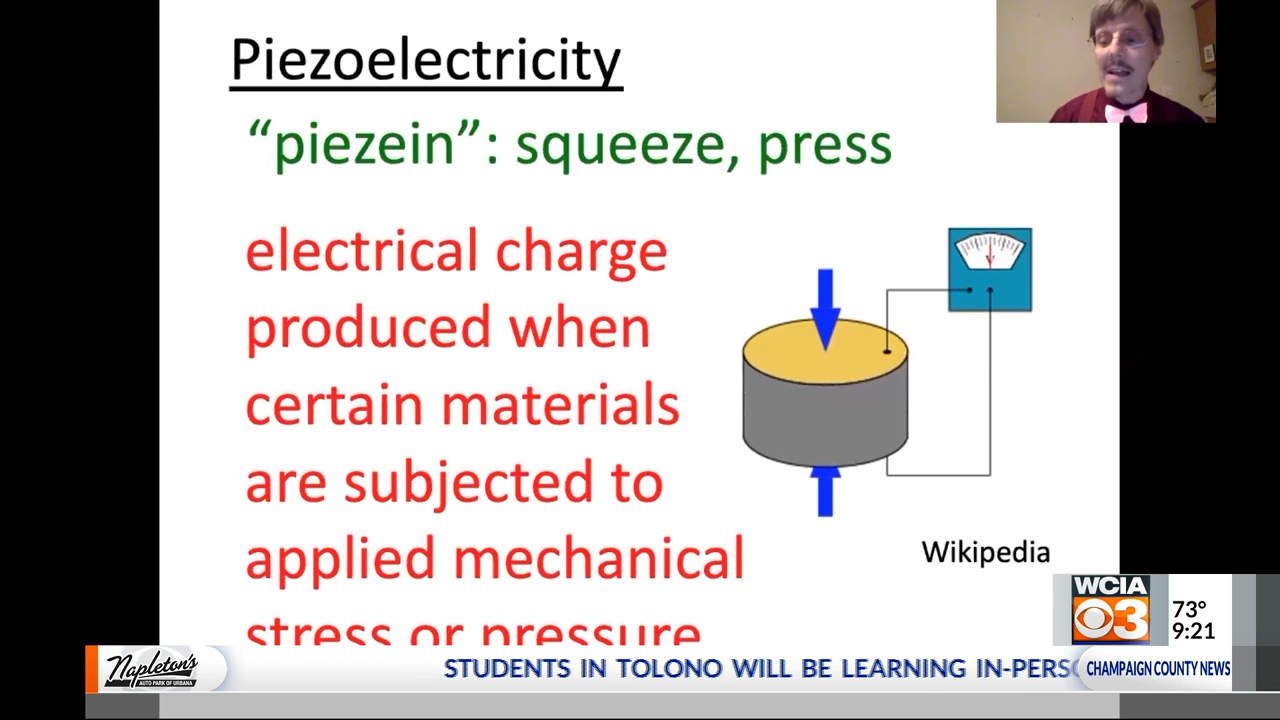 Piezoelectricity
“piezein”: squeeze, press
electrical charge
produced when
certain materials
are subjected to
applied mechanical
stress or pressure
Wikipedia
WCIA
3
73°
9:21
Napleton's
AUTO PARK OF URBANA
STUDENTS IN TOLONO WILL BE LEARNING IN-PERSO
CHAMPAIGN COUNTY NEWS